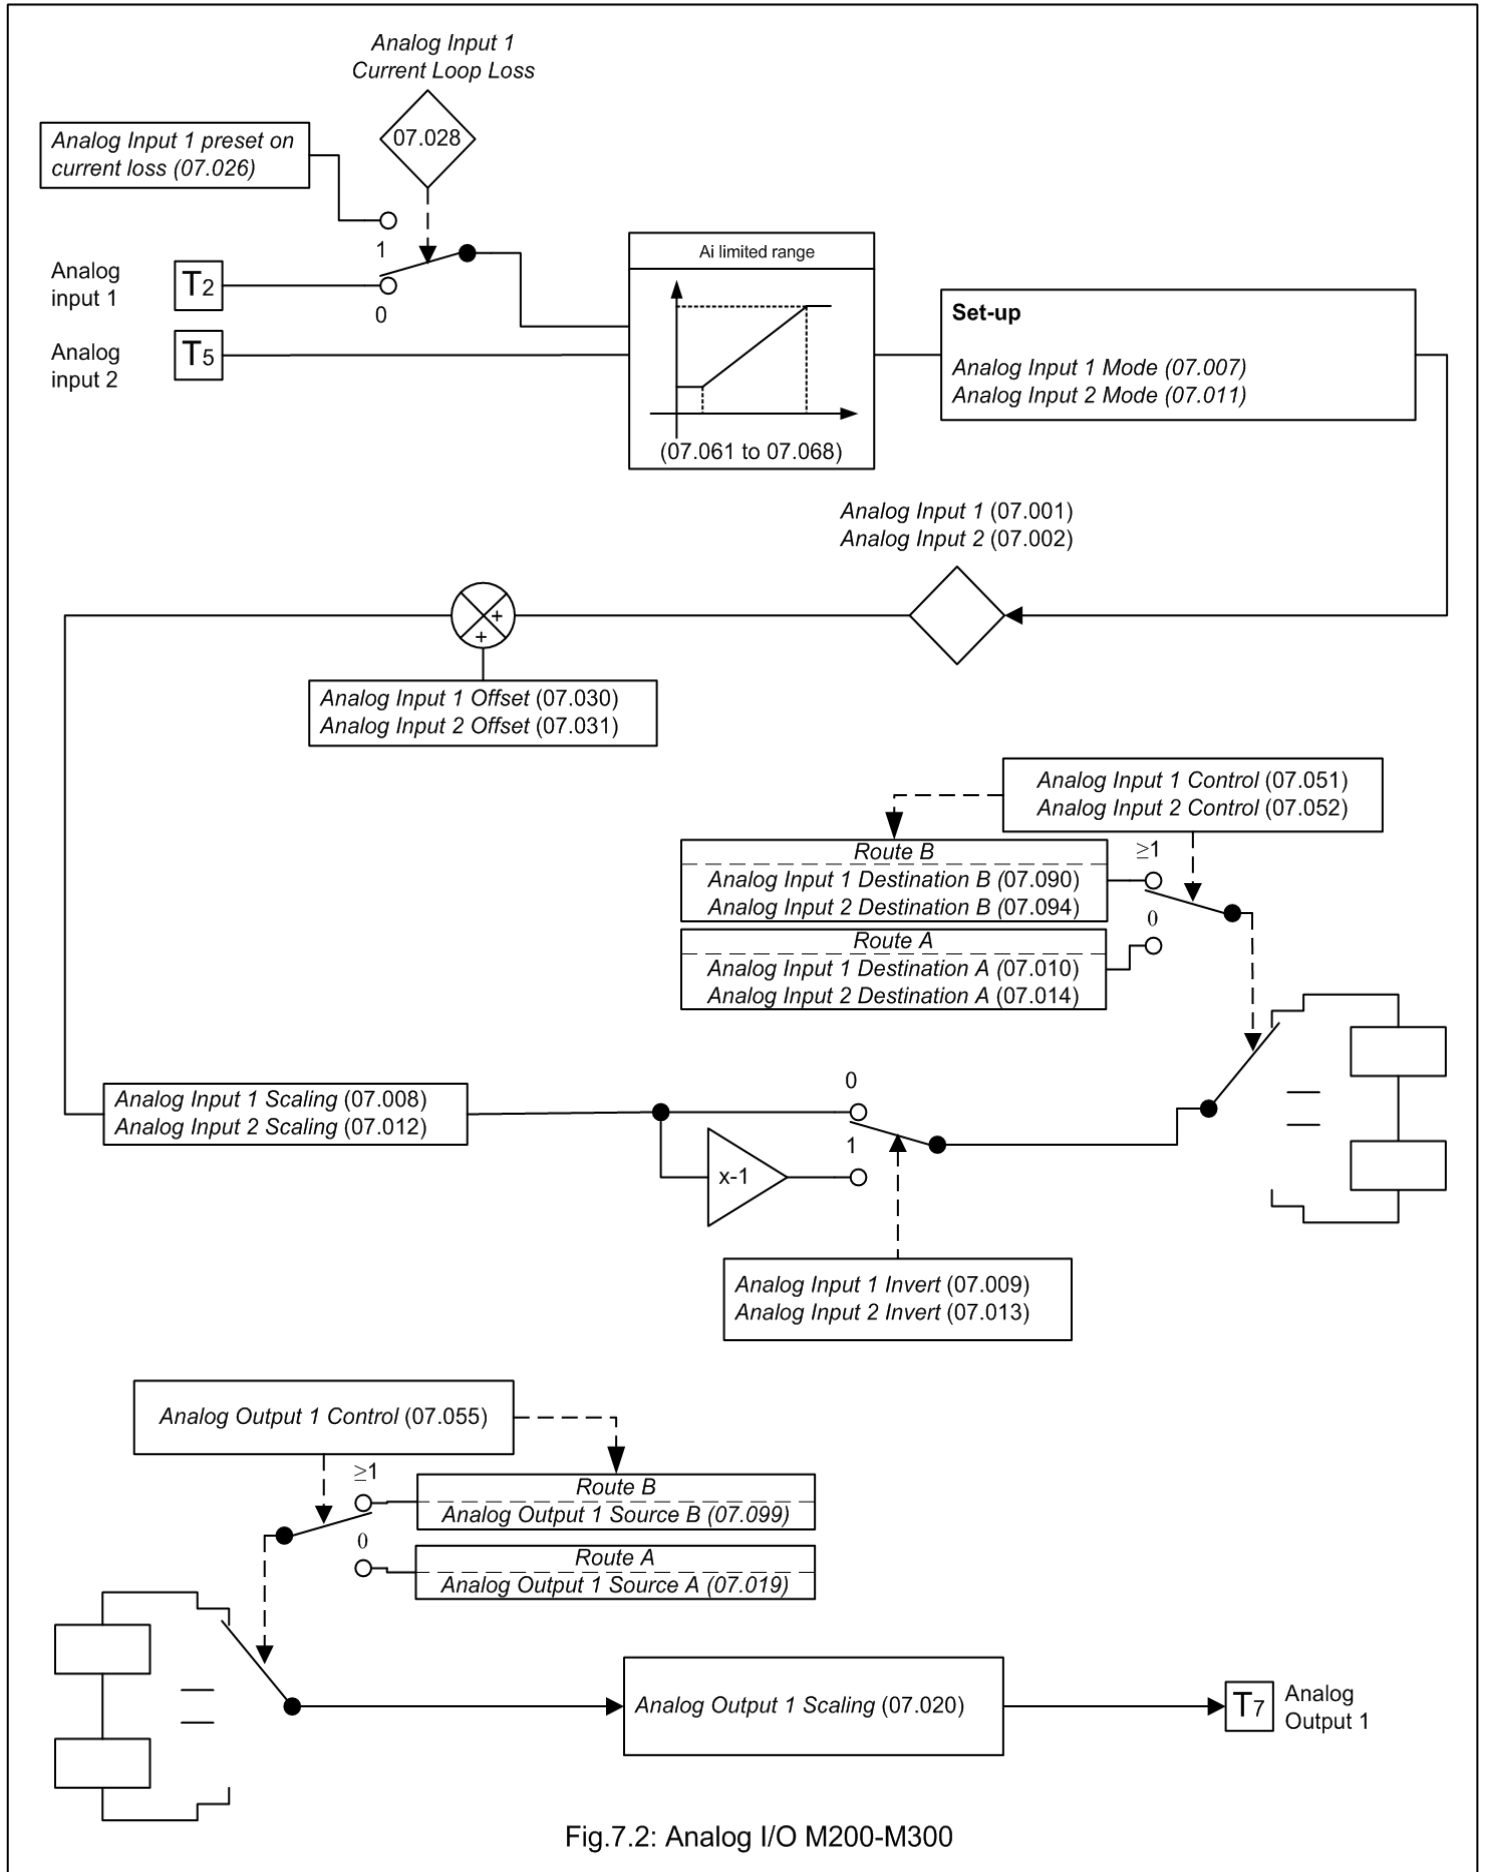 Analog Input 1
Current Loop Loss
07.028
Analog Input 1 preset on
current loss (07.026)
1
Analog
input 1
T2
0
Analog
input 2
T5
Ai limited range
(07.061 to 07.068)
Set-up
Analog Input 1 Mode (07.007)
Analog Input 2 Mode (07.011)
Analog Input 1 (07.001)
Analog Input 2 (07.002)
+
+
Analog Input 1 Offset (07.030)
Analog Input 2 Offset (07.031)
Analog Input 1 Control (07.051)
Analog Input 2 Control (07.052)
Route B
Analog Input 1 Destination B (07.090)
Analog Input 2 Destination B (07.094)
≥1
0
Route A
Analog Input 1 Destination A (07.010)
Analog Input 2 Destination A (07.014)
Analog Input 1 Scaling (07.008)
Analog Input 2 Scaling (07.012)
0
1
x-1
Analog Input 1 Invert (07.009)
Analog Input 2 Invert (07.013)
Analog Output 1 Control (07.055)
≥1
0
Route B
Analog Output 1 Source B (07.099)
Route A
Analog Output 1 Source A (07.019)
Analog Output 1 Scaling (07.020)
T7
Analog
Output 1
Fig.7.2: Analog I/O M200-M300